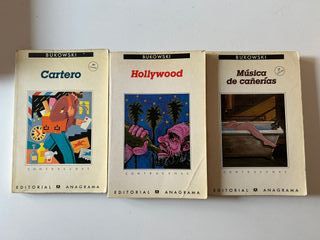 BUKOWSKI
Cartero
CONTRASEÑAS
EDITORIAL A ANAGRAMA
BUKOWSKI
Hollywood
CONTRASEÑAS
EDITORIAL A ANAGRAMA
BUKOWSKI
Música
de cañerías
CONTRASEÑAS
EDITORIAL A ANAGRAMA